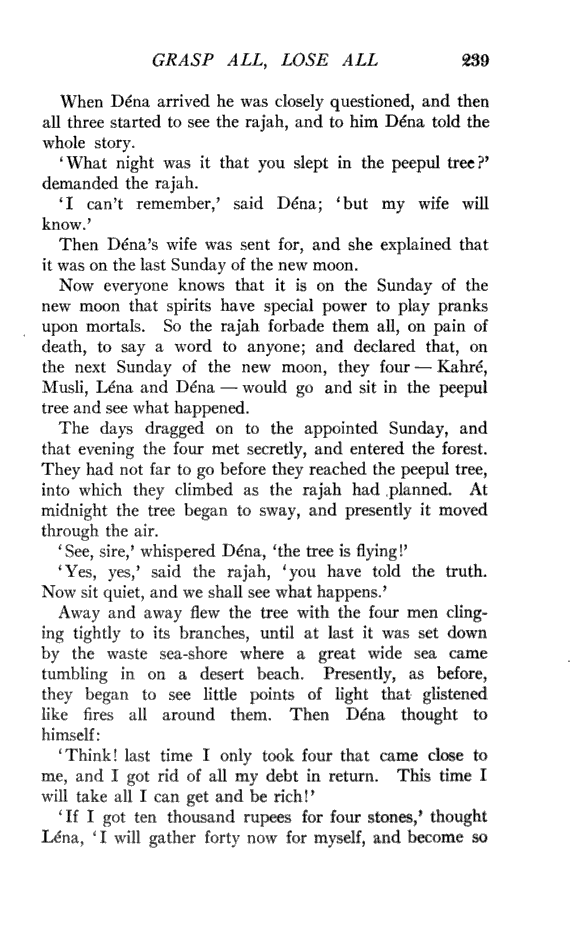 GRASP ALL, LOSE ALL 239
When Déna arrived he was closely questioned, and then
all three started to see the rajah, and to him Déna told the
whole story.
‘What night was it that you slept in the peepul tree?’
demanded the rajah.
‘I can’t remember,’ said Déna; ‘but my wife will
know.’
Then Déna’s wife was sent for, and she explained that
it was on the last Sunday of the new moon.
Now everyone knows that it is on the Sunday of the
new moon that spirits have special power to play pranks
upon mortals. So the rajah forbade them all, on pain of
death, to say a word to anyone; and declared that, on
the next Sunday of the new moon, they four — Kahré,
Musli, Léna and Déna — would go and sit in the peepul
tree and see what happened.
The days dragged on to the appointed Sunday, and
that evening the four met secretly, and entered the forest.
They had not far to go before they reached the peepul tree,
into which they climbed as the rajah had planned. At
midnight the tree began to sway, and presently it moved
through the air.
‘See, sire,’ whispered Déna, ‘the tree is flying!’
‘Yes, yes,’ said the rajah, ‘you have told the truth.
Now sit quiet, and we shall see what happens.’
Away and away flew the tree with the four men cling-
ing tightly to its branches, until at last it was set down
by the waste sea-shore where a great wide sea came
tumbling in on a desert beach. Presently, as before,
they began to see little points of light that glistened
like fires all around them. Then Déna thought to
himself:
‘Think! last time I only took four that came close to
me, and I got rid of all my debt in return. This time I
will take all I can get and be rich!’
‘If I got ten thousand rupees for four stones,’ thought
Léna, ‘I will gather forty now for myself, and become so